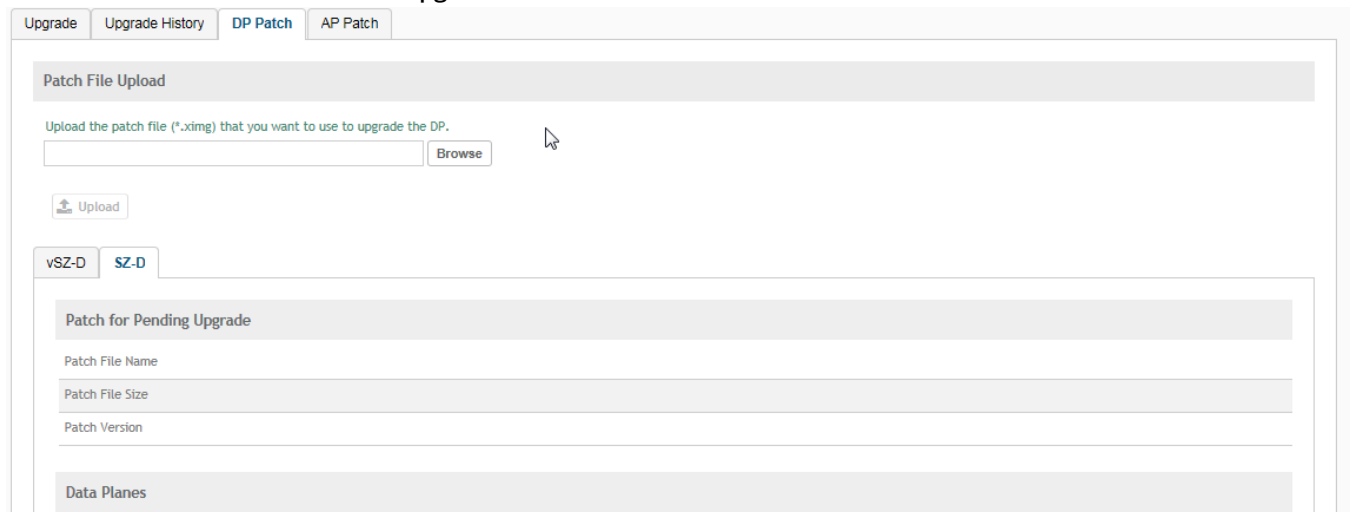 Upgrade Upgrade History DP Patch AP Patch
Patch File Upload
Upload the patch file (*.ximg) that you want to use to upgrade the DP.
Browse
Upload
vSZ-D SZ-D
Patch for Pending Upgrade
Patch File Name
Patch File Size
Patch Version
Data Planes